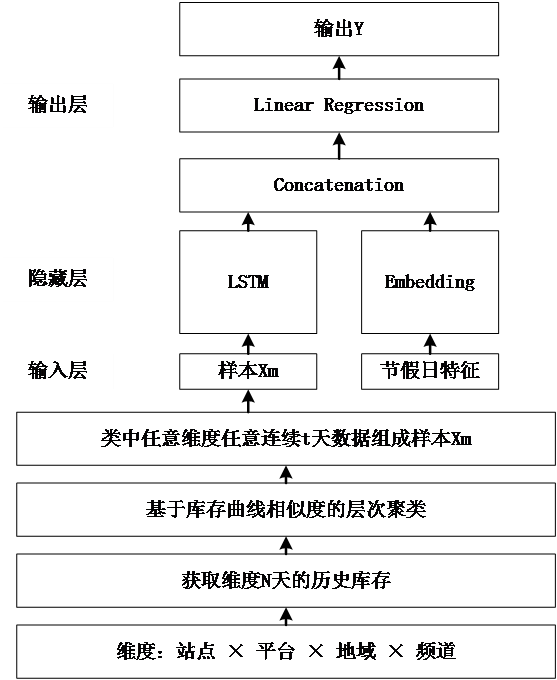 输出Y
输出层
Linear Regression
Concatenation
隐藏层
LSTM
Embedding
输入层
样本Xm
节假日特征
类中任意维度任意连续t天数据组成样本Xm
基于库存曲线相似度的层次聚类
获取维度N天的历史库存
维度：站点 × 平台 × 地域 × 频道